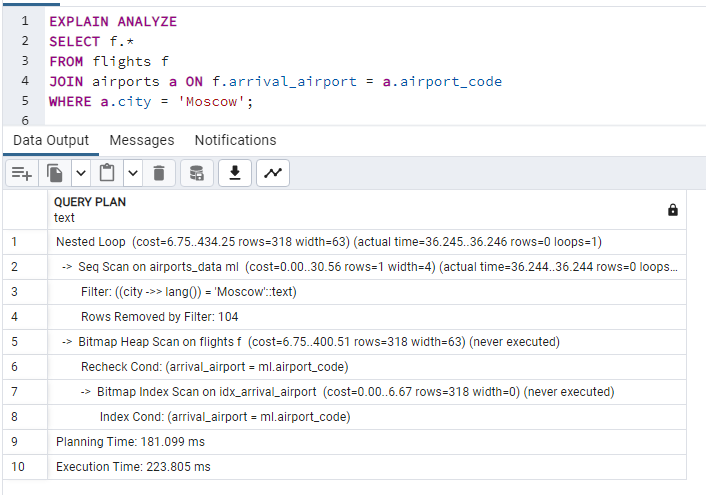 1 EXPLAIN ANALYZE
2 SELECT f.*
3 FROM flights f
4 JOIN airports a ON f.arrival_airport = a.airport_code
5 WHERE a.city = 'Moscow';
6
Data Output Messages Notifications
QUERY PLAN
text
1 Nested Loop (cost=6.75..434.25 rows=318 width=63) (actual time=36.245..36.246 rows=0 loops=1)
2 -> Seq Scan on airports_data ml (cost=0.00..30.56 rows=1 width=4) (actual time=36.244..36.244 rows=0 loops...
3 Filter: ((city ->> lang()) = 'Moscow'::text)
4 Rows Removed by Filter: 104
5 -> Bitmap Heap Scan on flights f (cost=6.75..400.51 rows=318 width=63) (never executed)
6 Recheck Cond: (arrival_airport = ml.airport_code)
7 -> Bitmap Index Scan on idx_arrival_airport (cost=0.00..6.67 rows=318 width=0) (never executed)
8 Index Cond: (arrival_airport = ml.airport_code)
9 Planning Time: 181.099 ms
10 Execution Time: 223.805 ms